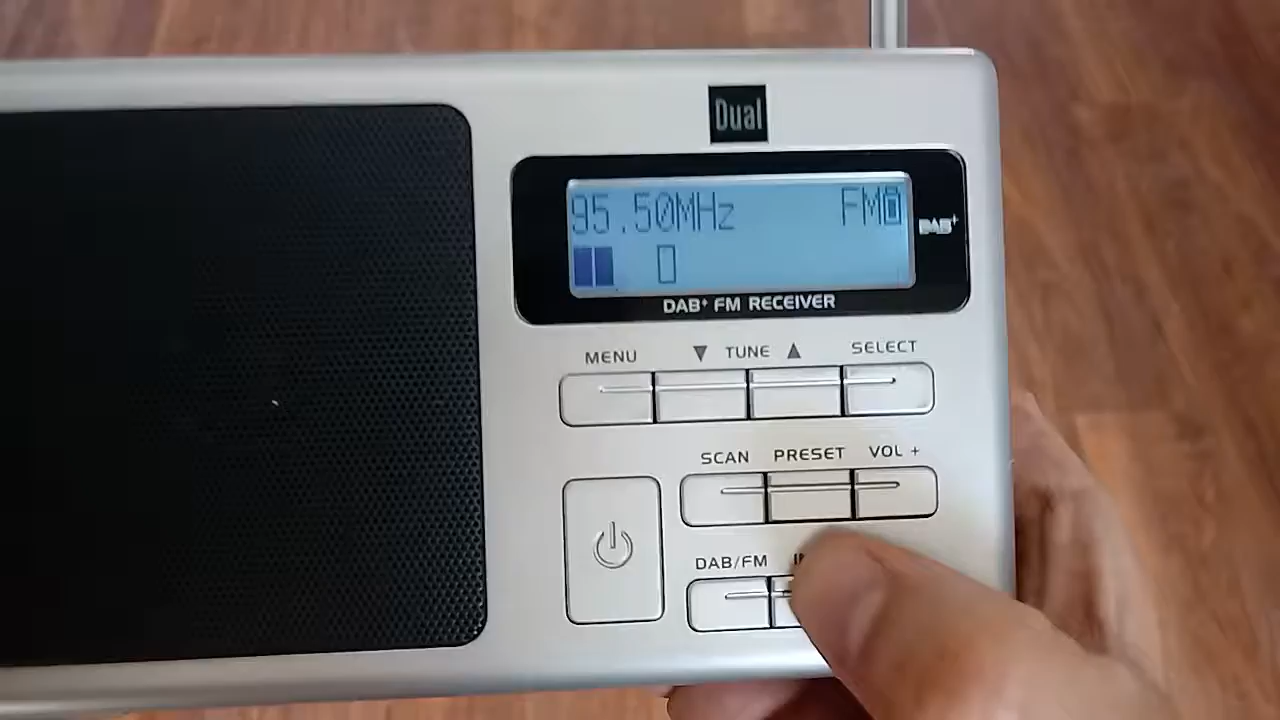 Dual
95.50MHz FM
DAB+
DAB+ FM RECEIVER
MENU ▼ TUNE ▲ SELECT
SCAN PRESET VOL +
DAB/FM